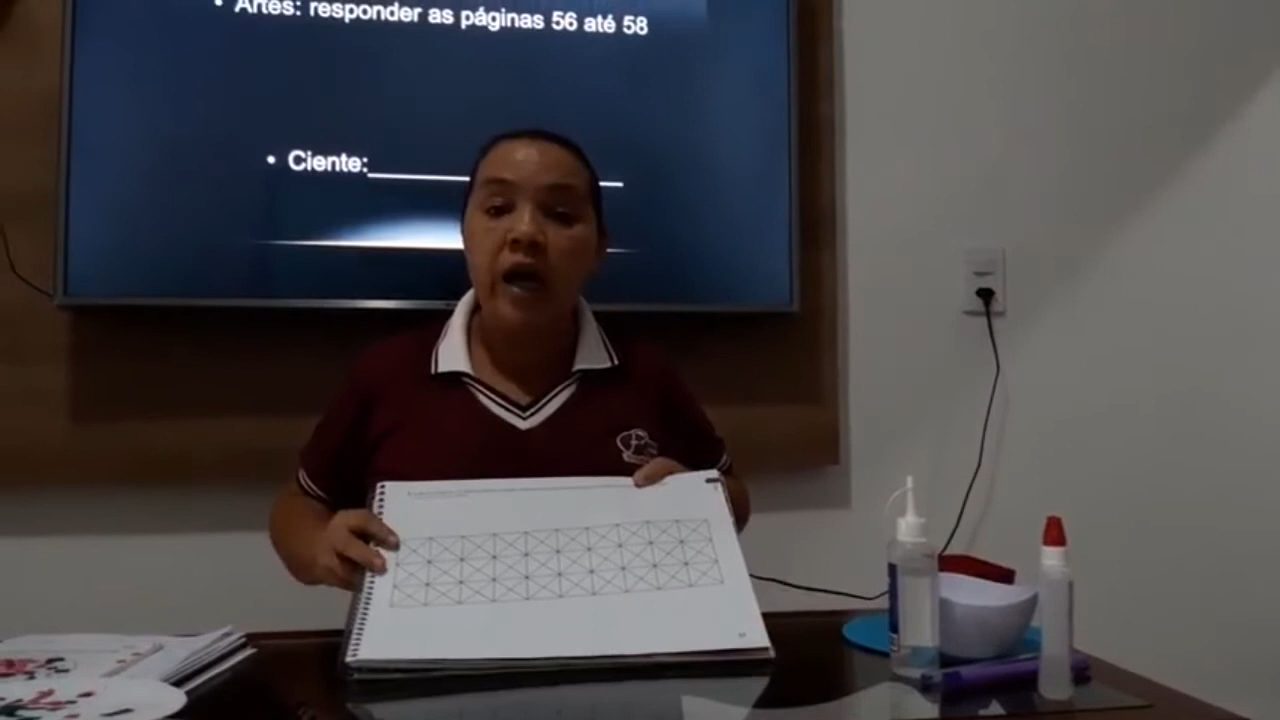 • Artes: responder as páginas 56 até 58
• Ciente: